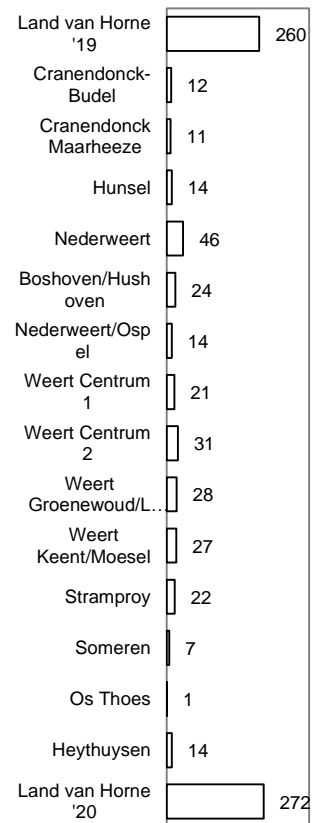 Land van Horne
'19
260
Cranendonck-
Budel
12
Cranendonck
Maarheeze
11
Hunsel
14
Nederweert
46
Boshoven/Hush
oven
24
Nederweert/Osp
el
14
Weert Centrum
1
21
Weert Centrum
2
31
Weert
Groenewoud/L…
28
Weert
Keent/Moesel
27
Stramproy
22
Someren
7
Os Thoes
1
Heythuysen
14
Land van Horne
'20
272